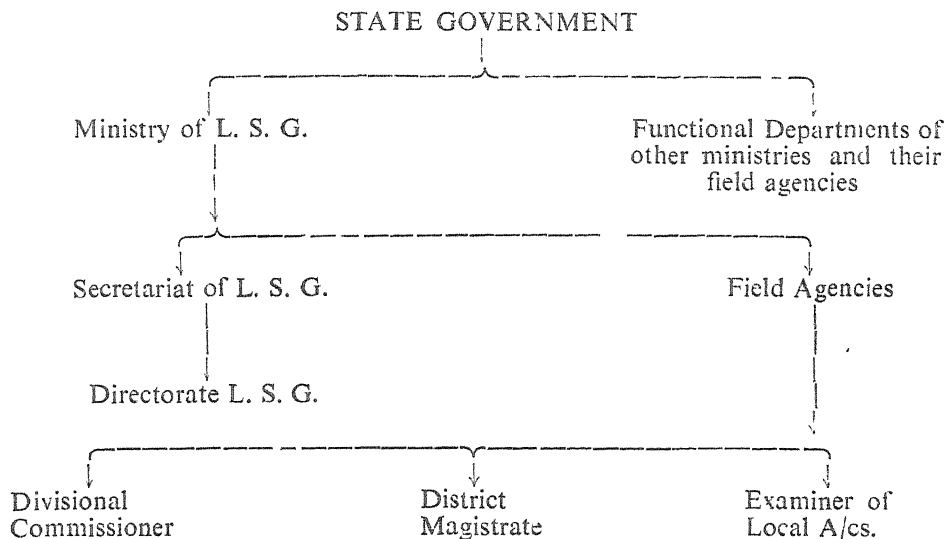 STATE GOVERNMENT
Ministry of L. S. G.
Functional Departments of
other ministries and their
field agencies
Secretariat of L. S. G.
Field Agencies
Directorate L. S. G.
Divisional
Commissioner
District
Magistrate
Examiner of
Local A/cs.